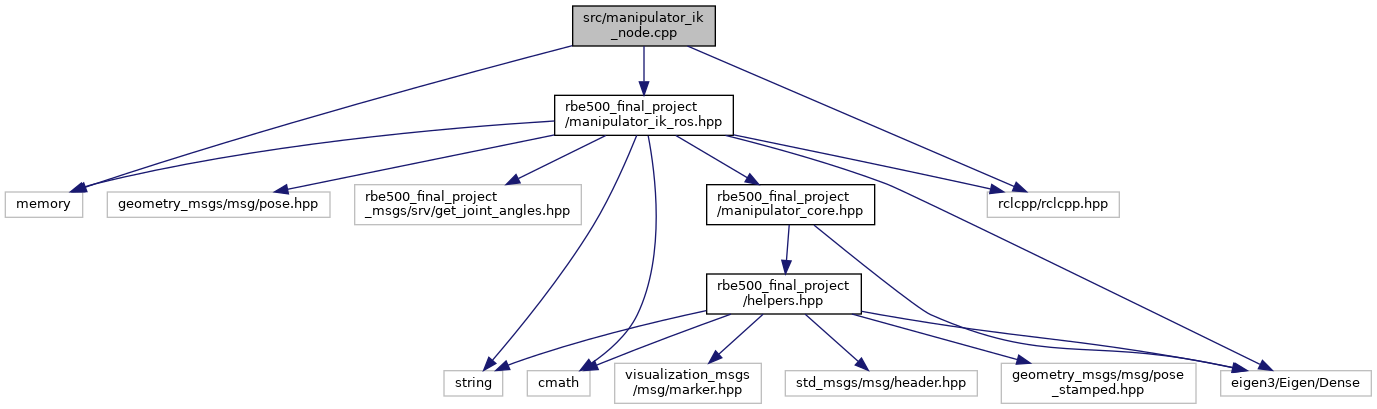 src/manipulator_ik
_node.cpp
rbe500_final_project
/manipulator_ik_ros.hpp
memory
geometry_msgs/msg/pose.hpp
rbe500_final_project
_msgs/srv/get_joint_angles.hpp
rbe500_final_project
/manipulator_core.hpp
rclcpp/rclcpp.hpp
rbe500_final_project
/helpers.hpp
string
cmath
visualization_msgs
/msg/marker.hpp
std_msgs/msg/header.hpp
geometry_msgs/msg/pose
_stamped.hpp
eigen3/Eigen/Dense